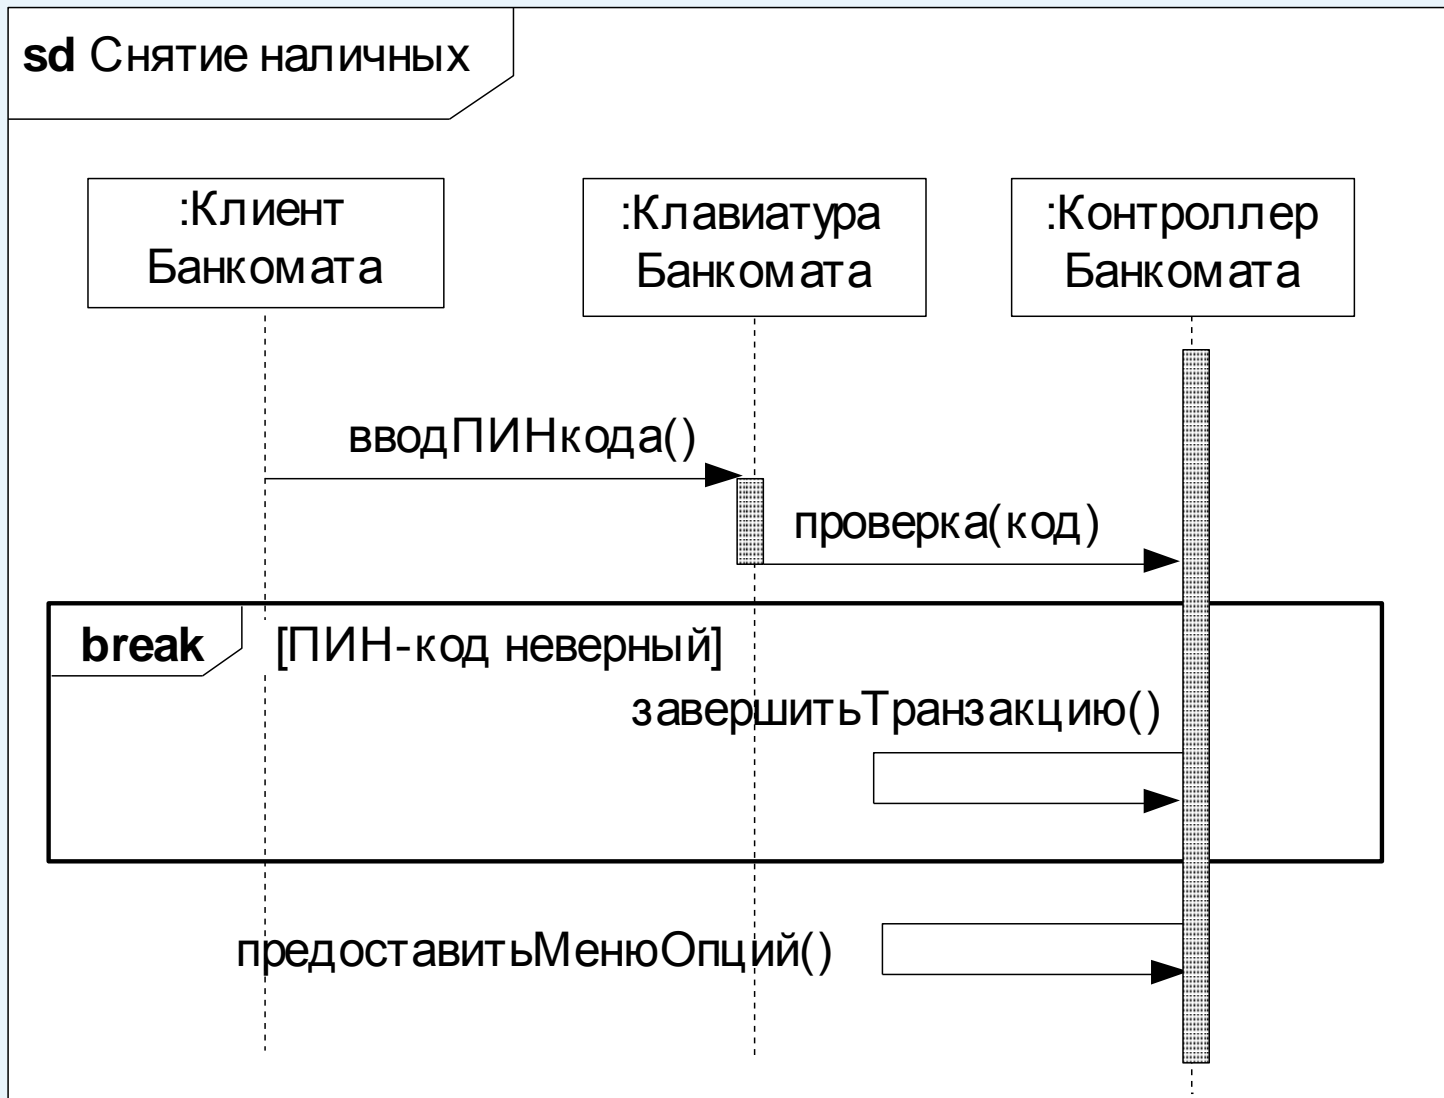 sd Снятие наличных
:Клиент
Банкомата
:Клавиатура
Банкомата
:Контроллер
Банкомата
вводПИНкода()
проверка(код)
break [ПИН-код неверный]
завершитьТранзакцию()
предоставитьМенюОпций()